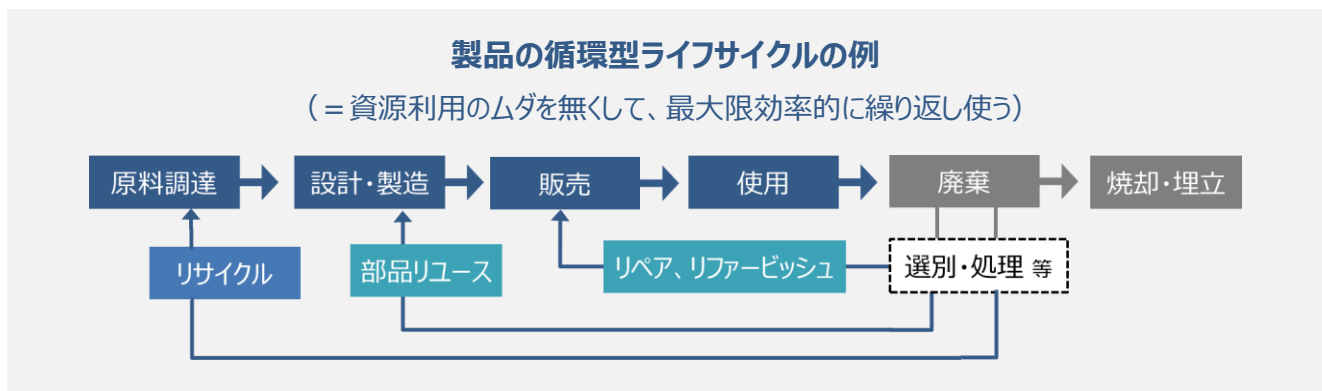 製品の循環型ライフサイクルの例
（＝資源利用のムダを無くして、最大限効率的に繰り返し使う）
原料調達
設計・製造
販売
使用
廃棄
焼却・埋立
リサイクル
部品リユース
リペア、リファービッシュ
選別・処理 等